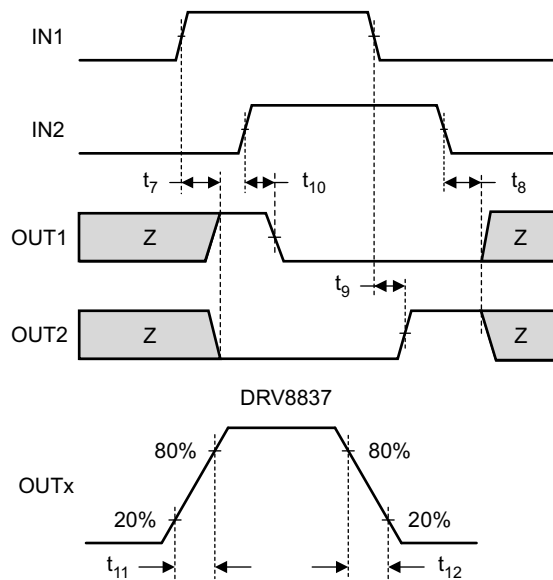 IN1
IN2
t7 t10 t8
OUT1 Z Z
t9
OUT2 Z Z
DRV8837
80% 80%
OUTx
20% 20%
t11 t12